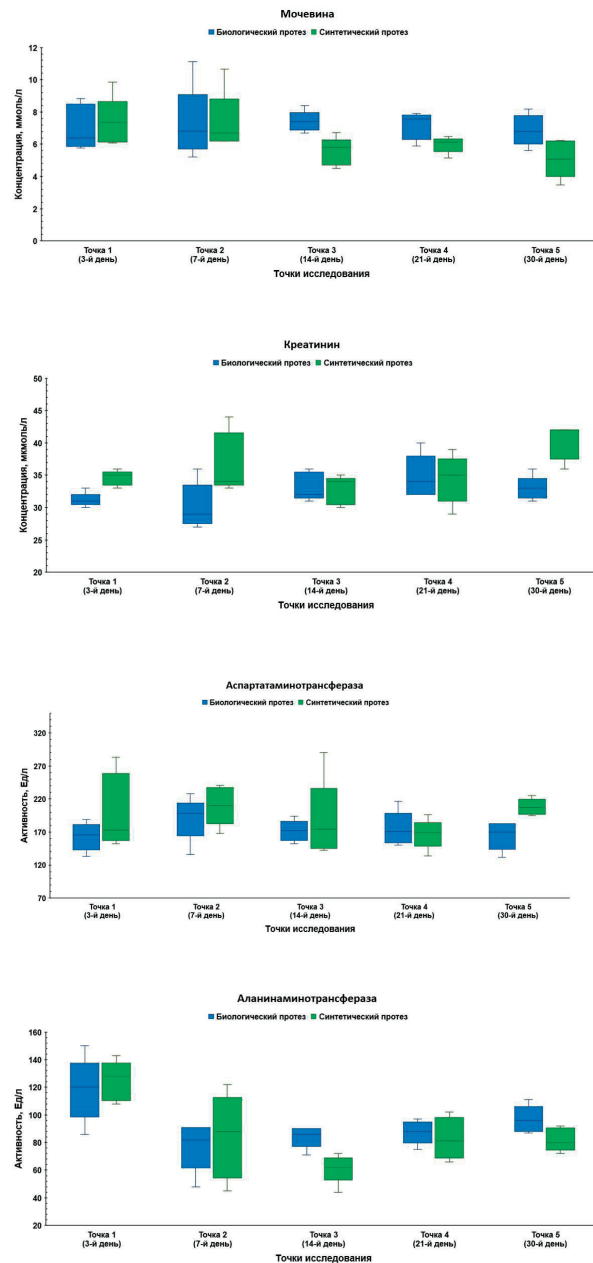 Мочевина
Биологический протез Синтетический протез
Концентрация, ммоль/л
12
10
8
6
4
2
0
Точка 1 Точка 2 Точка 3 Точка 4 Точка 5
(3-й день) (7-й день) (14-й день) (21-й день) (30-й день)
Точки исследования
Креатинин
Биологический протез Синтетический протез
Концентрация, мкмоль/л
50
45
40
35
30
25
20
Точка 1 Точка 2 Точка 3 Точка 4 Точка 5
(3-й день) (7-й день) (14-й день) (21-й день) (30-й день)
Точки исследования
Аспартатаминотрансфераза
Биологический протез Синтетический протез
Активность, Ед/л
320
270
220
170
120
70
Точка 1 Точка 2 Точка 3 Точка 4 Точка 5
(3-й день) (7-й день) (14-й день) (21-й день) (30-й день)
Точки исследования
Аланинаминотрансфераза
Биологический протез Синтетический протез
Активность, Ед/л
160
140
120
100
80
60
40
20
Точка 1 Точка 2 Точка 3 Точка 4 Точка 5
(3-й день) (7-й день) (14-й день) (21-й день) (30-й день)
Точки исследования